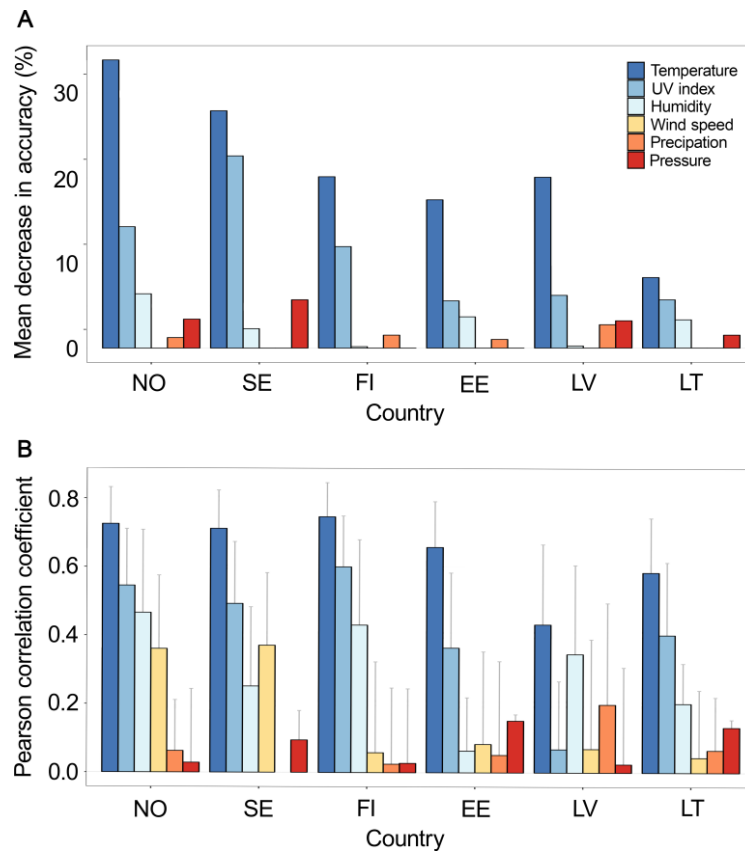 A
Mean decrease in accuracy (%)
30
20
10
0
Temperature
UV index
Humidity
Wind speed
Precipation
Pressure
NO SE FI EE LV LT
Country
B
Pearson correlation coefficient
0.8
0.6
0.4
0.2
0.0
NO SE FI EE LV LT
Country